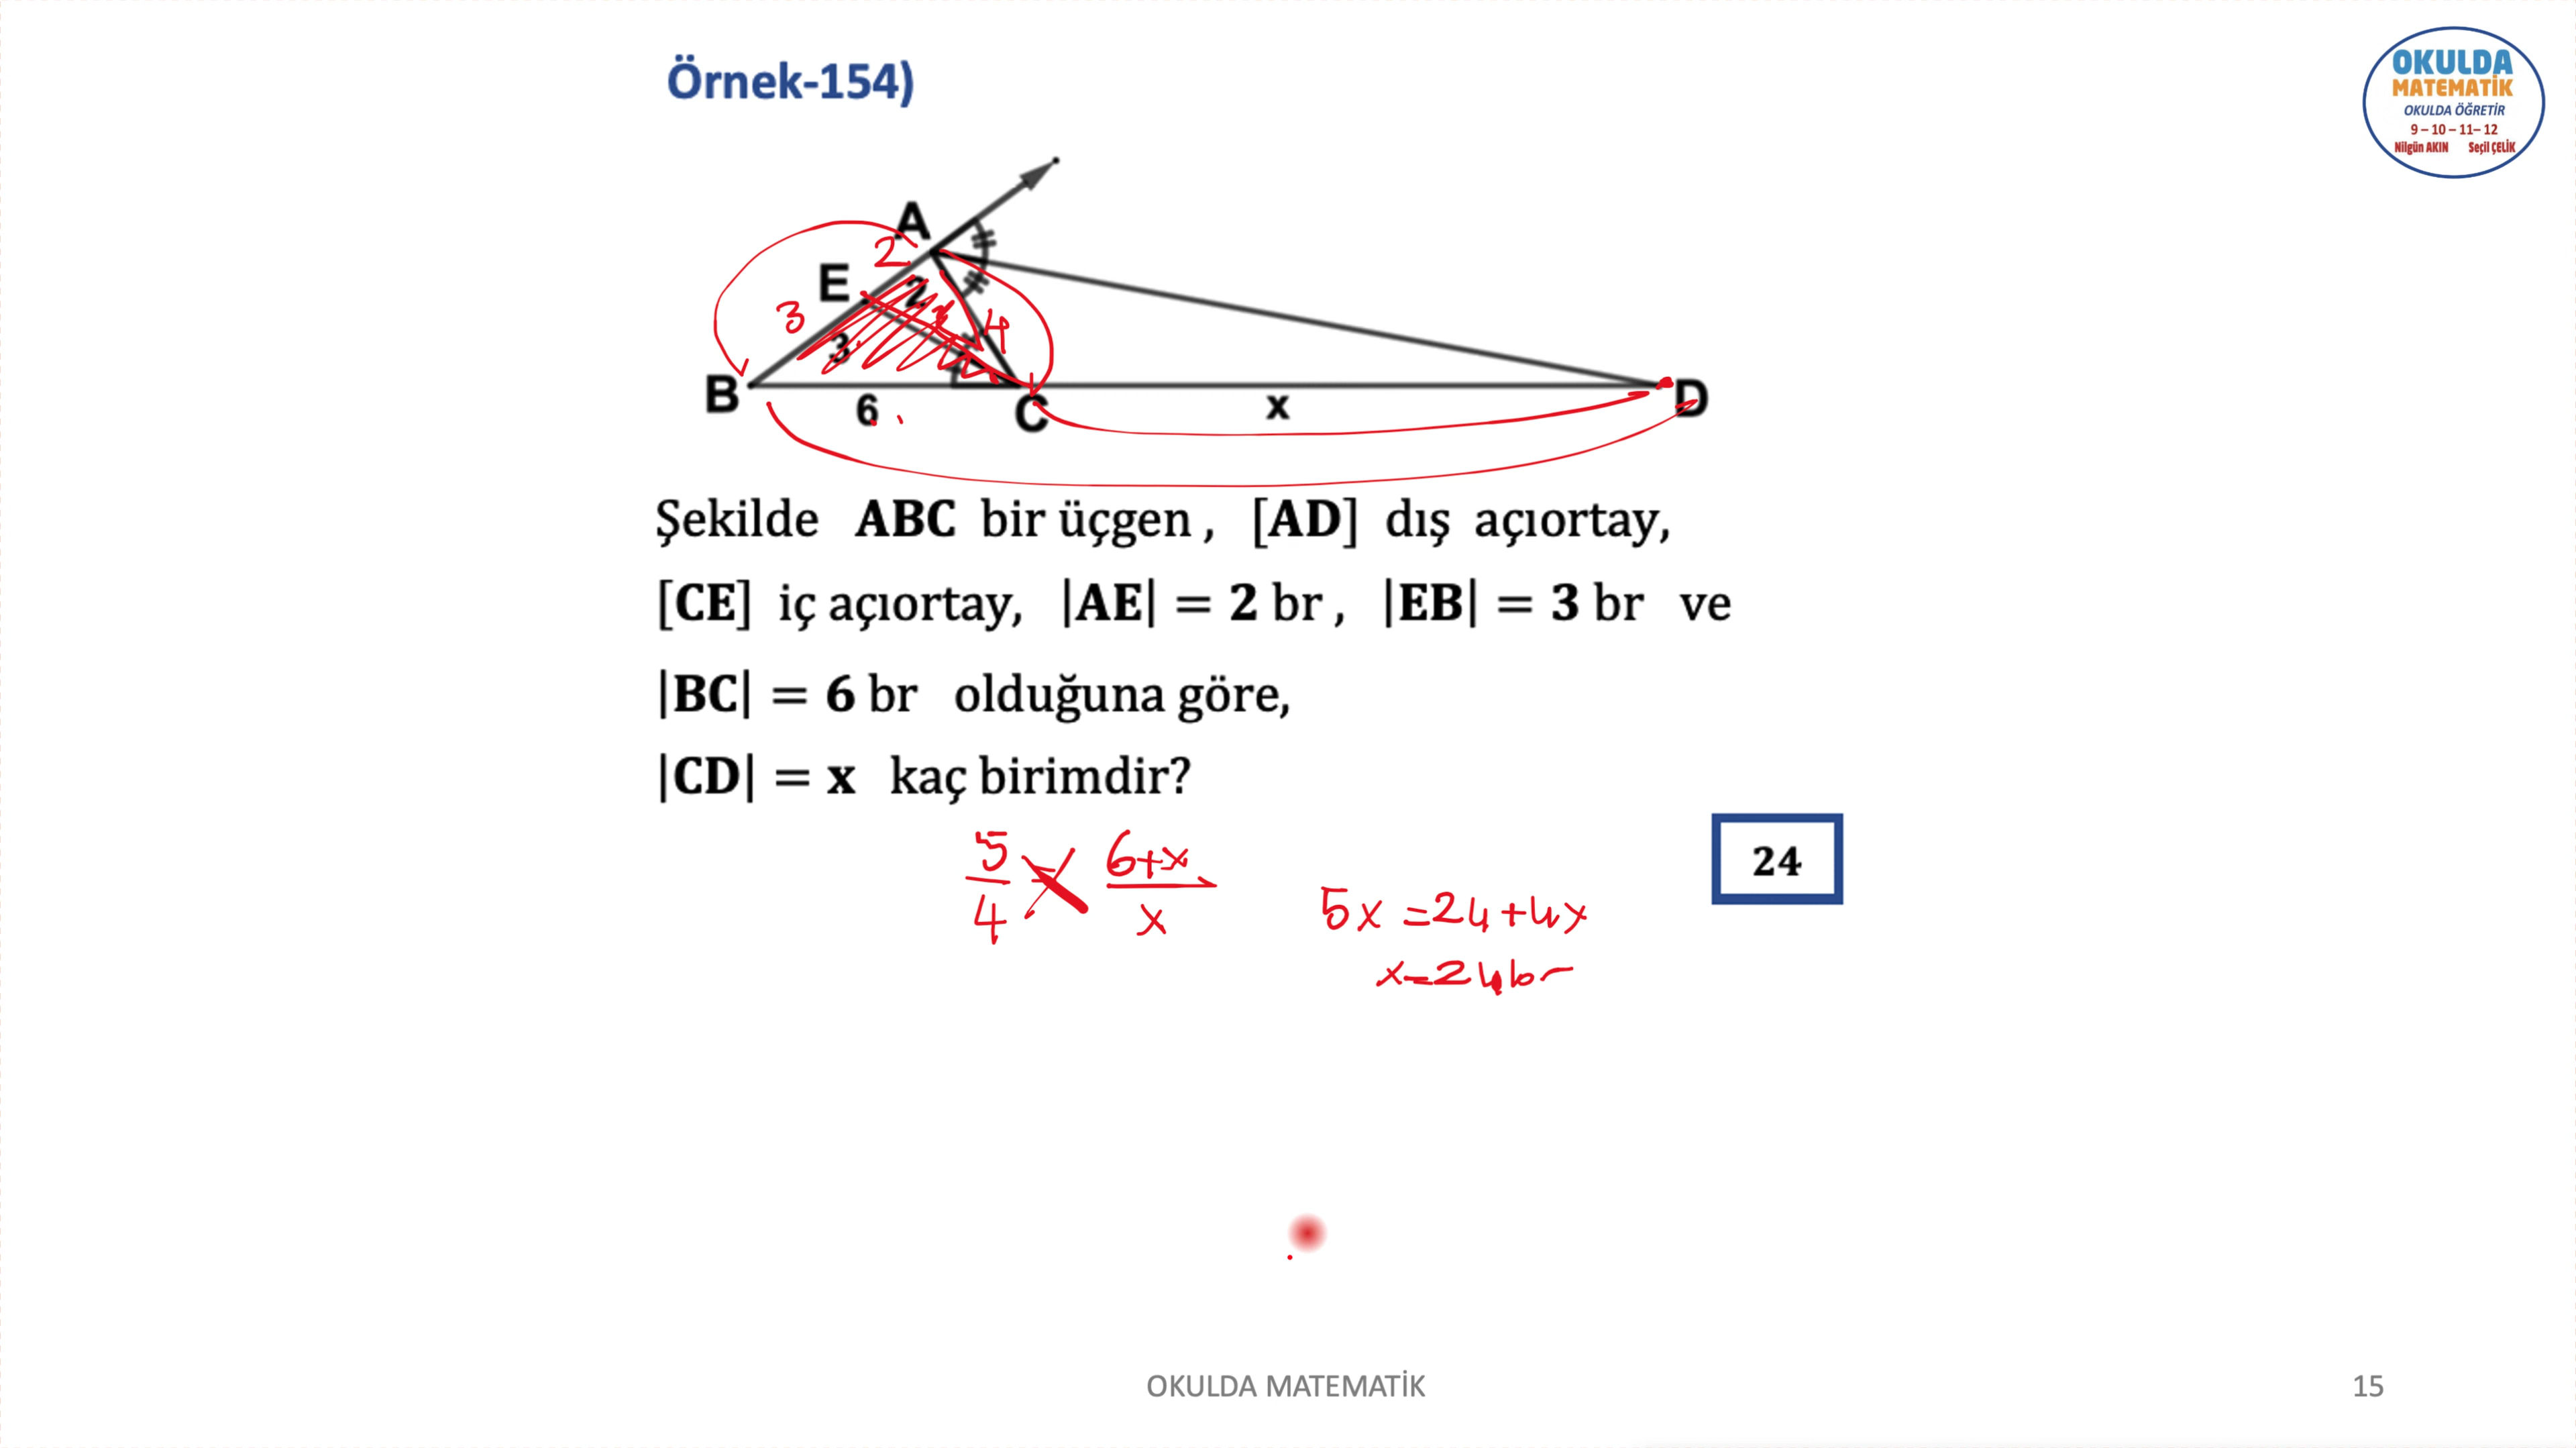 Örnek-154)
OKULDA
MATEMATİK
OKULDA ÖĞRETİR
9 – 10 – 11– 12
Nilgün AKIN Seçil ÇELİK
A
2
E
2
3
4
3
B
6
C
x
D
Şekilde ABC bir üçgen , [AD] dış açıortay,
[CE] iç açıortay, |AE| = 2 br , |EB| = 3 br ve
|BC| = 6 br olduğuna göre,
|CD| = x kaç birimdir?
5/4 = 6+x/x
5x = 24 + 4x
x = 24 br
24
OKULDA MATEMATİK
15